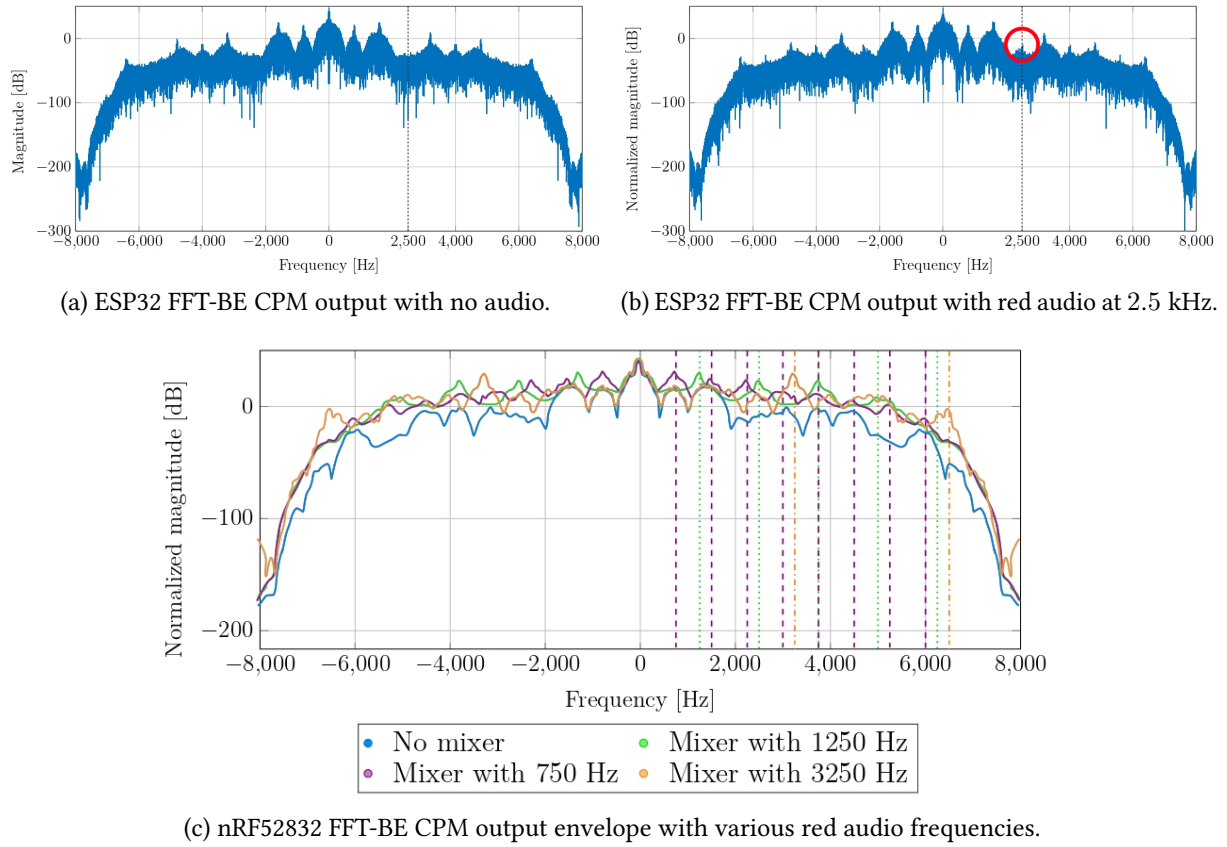 0
−100
−200
−300
Magnitude [dB]
−8,000 −6,000 −4,000 −2,000 0 2,500 4,000 6,000 8,000
Frequency [Hz]
(a) ESP32 FFT-BE CPM output with no audio.
0
−100
−200
−300
Normalized magnitude [dB]
−8,000 −6,000 −4,000 −2,000 0 2,500 4,000 6,000 8,000
Frequency [Hz]
(b) ESP32 FFT-BE CPM output with red audio at 2.5 kHz.
0
−100
−200
Normalized magnitude [dB]
−8,000 −6,000 −4,000 −2,000 0 2,000 4,000 6,000 8,000
Frequency [Hz]
No mixer
Mixer with 1250 Hz
Mixer with 750 Hz
Mixer with 3250 Hz
(c) nRF52832 FFT-BE CPM output envelope with various red audio frequencies.